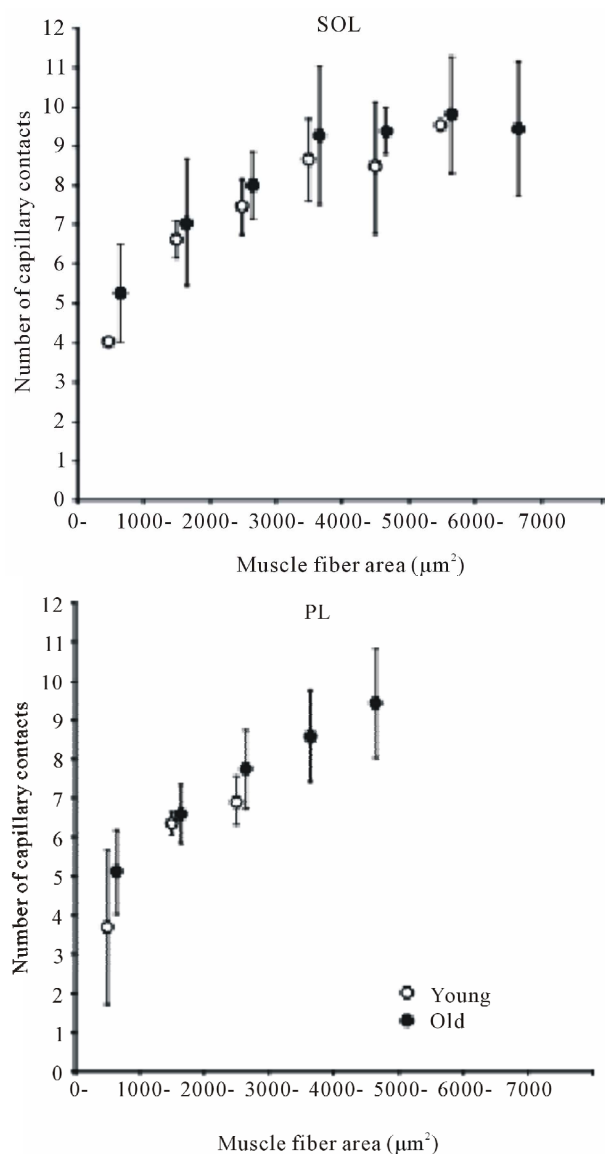 SOL
Number of capillary contacts
12
11
10
9
8
7
6
5
4
3
2
1
0
0- 1000- 2000- 3000- 4000- 5000- 6000- 7000
Muscle fiber area (μm²)
PL
Number of capillary contacts
12
11
10
9
8
7
6
5
4
3
2
1
0
Young
Old
0- 1000- 2000- 3000- 4000- 5000- 6000- 7000
Muscle fiber area (μm²)